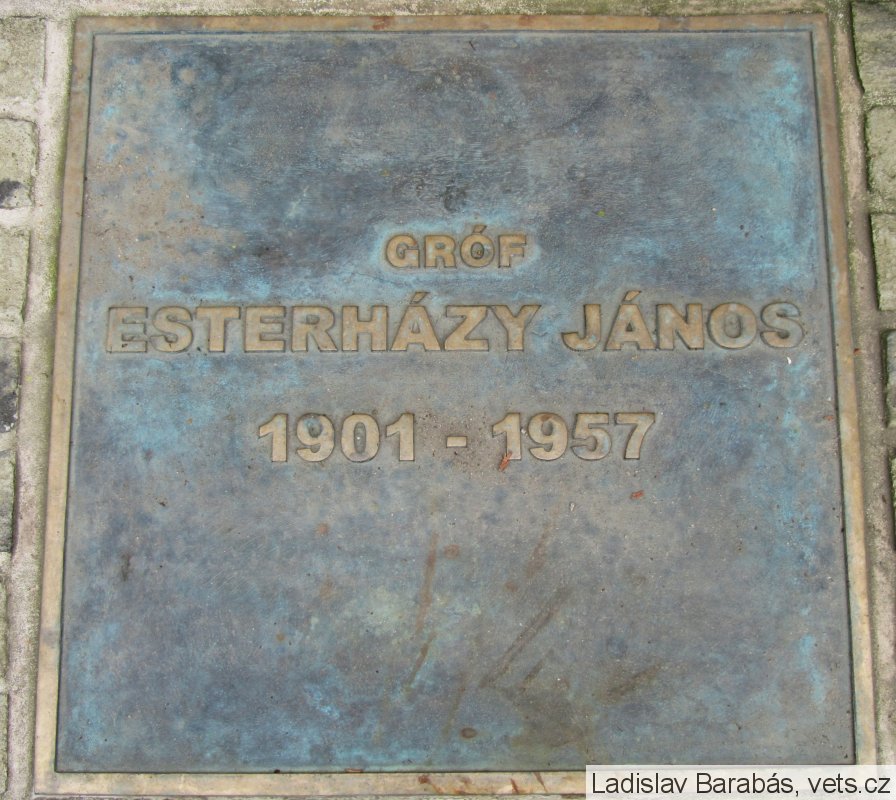 GRÓF
ESTERHÁZY JÁNOS
1901 - 1957
Ladislav Barabás, vets.cz